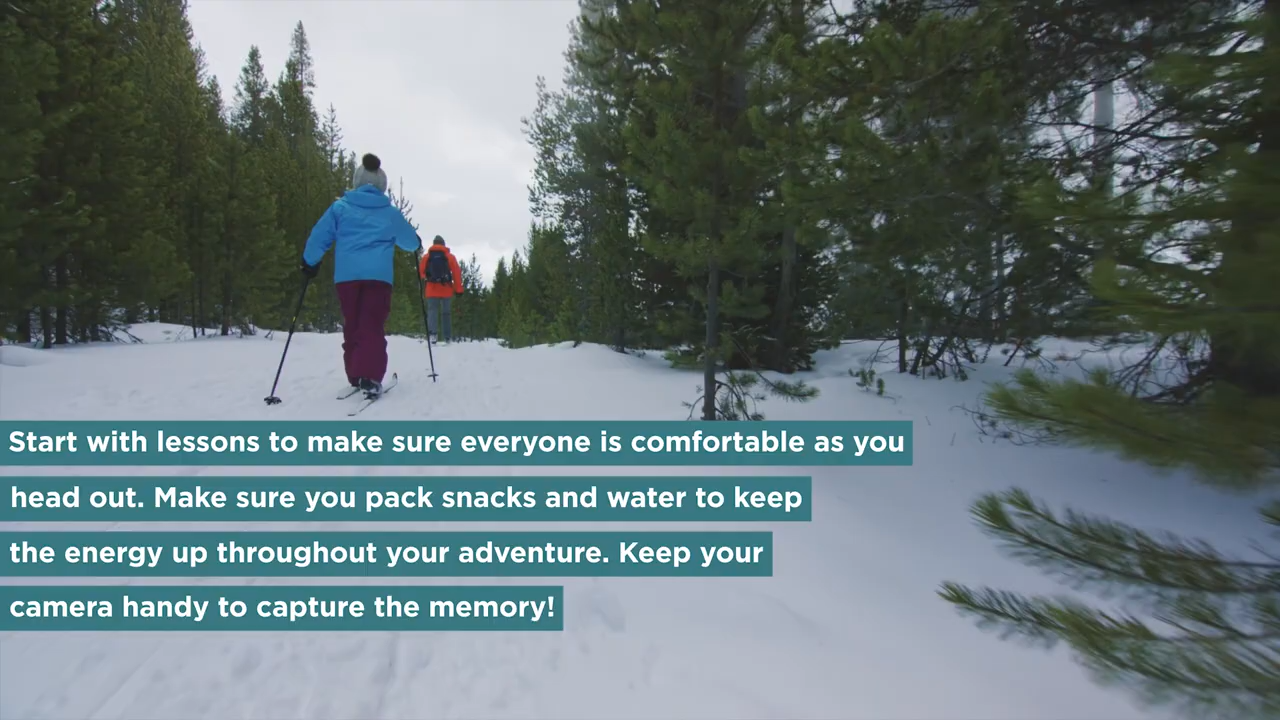 Start with lessons to make sure everyone is comfortable as you
head out. Make sure you pack snacks and water to keep
the energy up throughout your adventure. Keep your
camera handy to capture the memory!